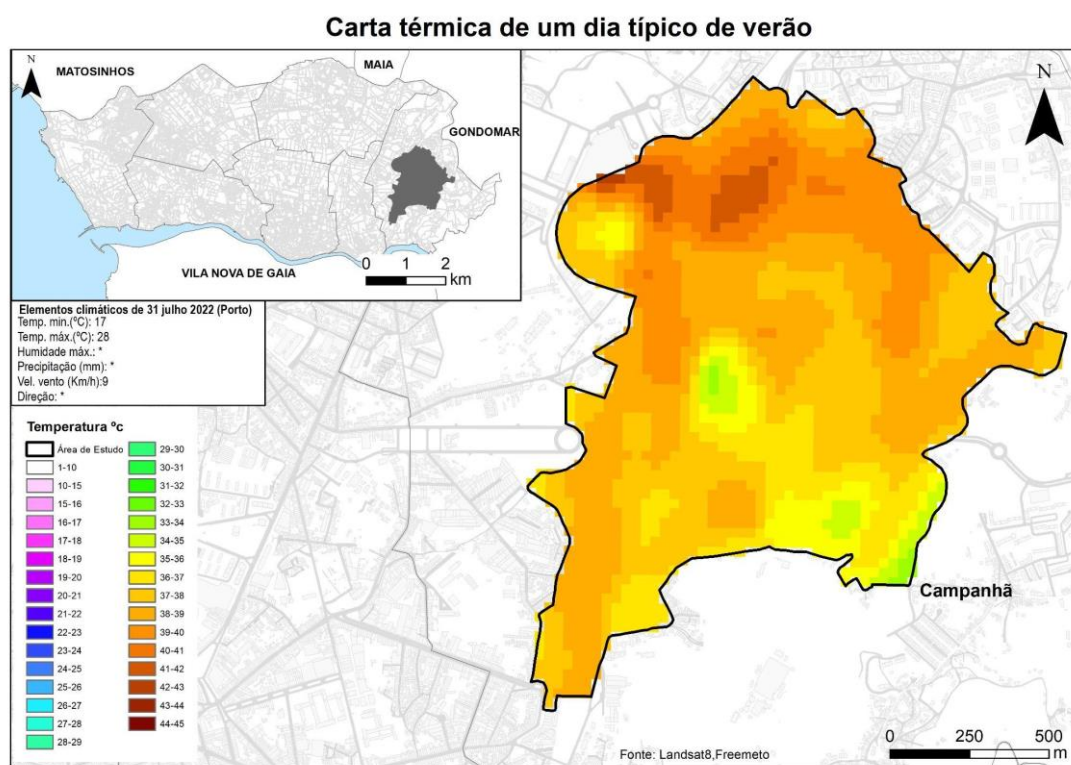 Carta térmica de um dia típico de verão
N
MATOSINHOS
MAIA
GONDOMAR
VILA NOVA DE GAIA
0 1 2
km
Elementos climáticos de 31 julho 2022 (Porto)
Temp. min.(ºC): 17
Temp. máx.(ºC): 28
Humidade máx.: *
Precipitação (mm): *
Vel. vento (Km/h):9
Direção: *
Temperatura ºc
Área de Estudo
1-10
10-15
15-16
16-17
17-18
18-19
19-20
20-21
21-22
22-23
23-24
24-25
25-26
26-27
27-28
28-29
29-30
30-31
31-32
32-33
33-34
34-35
35-36
36-37
37-38
38-39
39-40
40-41
41-42
42-43
43-44
44-45
N
Campanhã
Fonte: Landsat8,Freemeto
0 250 500
m